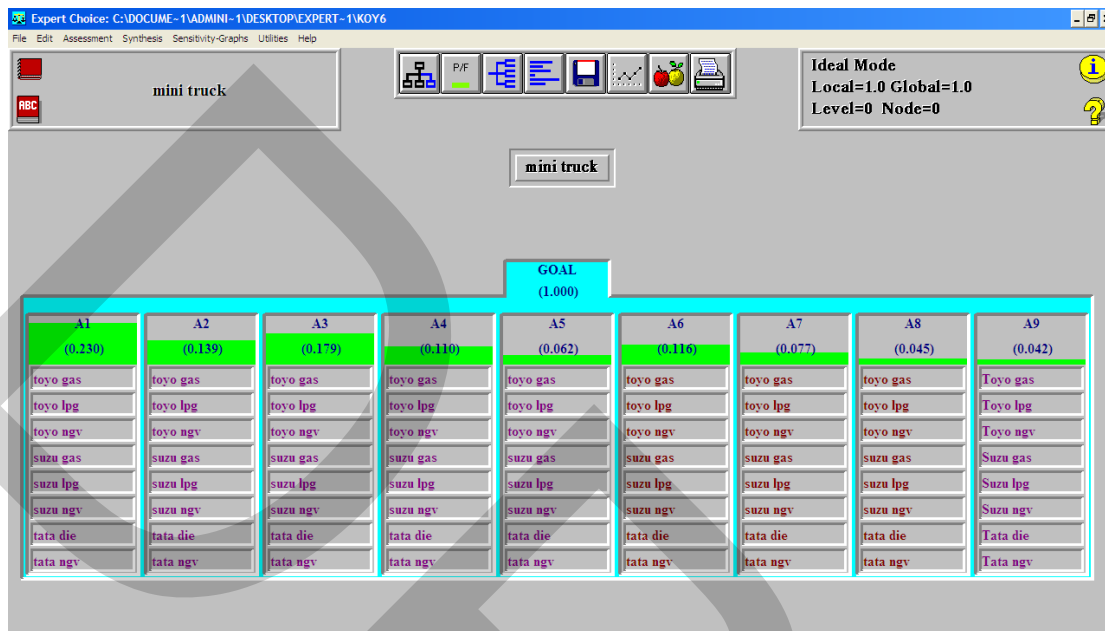 Expert Choice: C:\DOCUME~1\ADMINI~1\DESKTOP\EXPERT~1\KOY6
File Edit Assessment Synthesis Sensitivity-Graphs Utilities Help
ABC
mini truck
P/F
Ideal Mode
Local=1.0 Global=1.0
Level=0 Node=0
mini truck
GOAL
(1.000)
A1 A2 A3 A4 A5 A6 A7 A8 A9
(0.230) (0.139) (0.179) (0.110) (0.062) (0.116) (0.077) (0.045) (0.042)
toyo gas toyo gas toyo gas toyo gas toyo gas toyo gas toyo gas toyo gas Toyo gas
toyo lpg toyo lpg toyo lpg toyo lpg toyo lpg toyo lpg toyo lpg toyo lpg Toyo lpg
toyo ngv toyo ngv toyo ngv toyo ngv toyo ngv toyo ngv toyo ngv toyo ngv Toyo ngv
suzu gas suzu gas suzu gas suzu gas suzu gas suzu gas suzu gas suzu gas Suzu gas
suzu lpg suzu lpg suzu lpg suzu lpg suzu lpg suzu lpg suzu lpg suzu lpg Suzu lpg
suzu ngv suzu ngv suzu ngv suzu ngv suzu ngv suzu ngv suzu ngv suzu ngv Suzu ngv
tata die tata die tata die tata die tata die tata die tata die tata die Tata die
tata ngv tata ngv tata ngv tata ngv tata ngv tata ngv tata ngv tata ngv Tata ngv